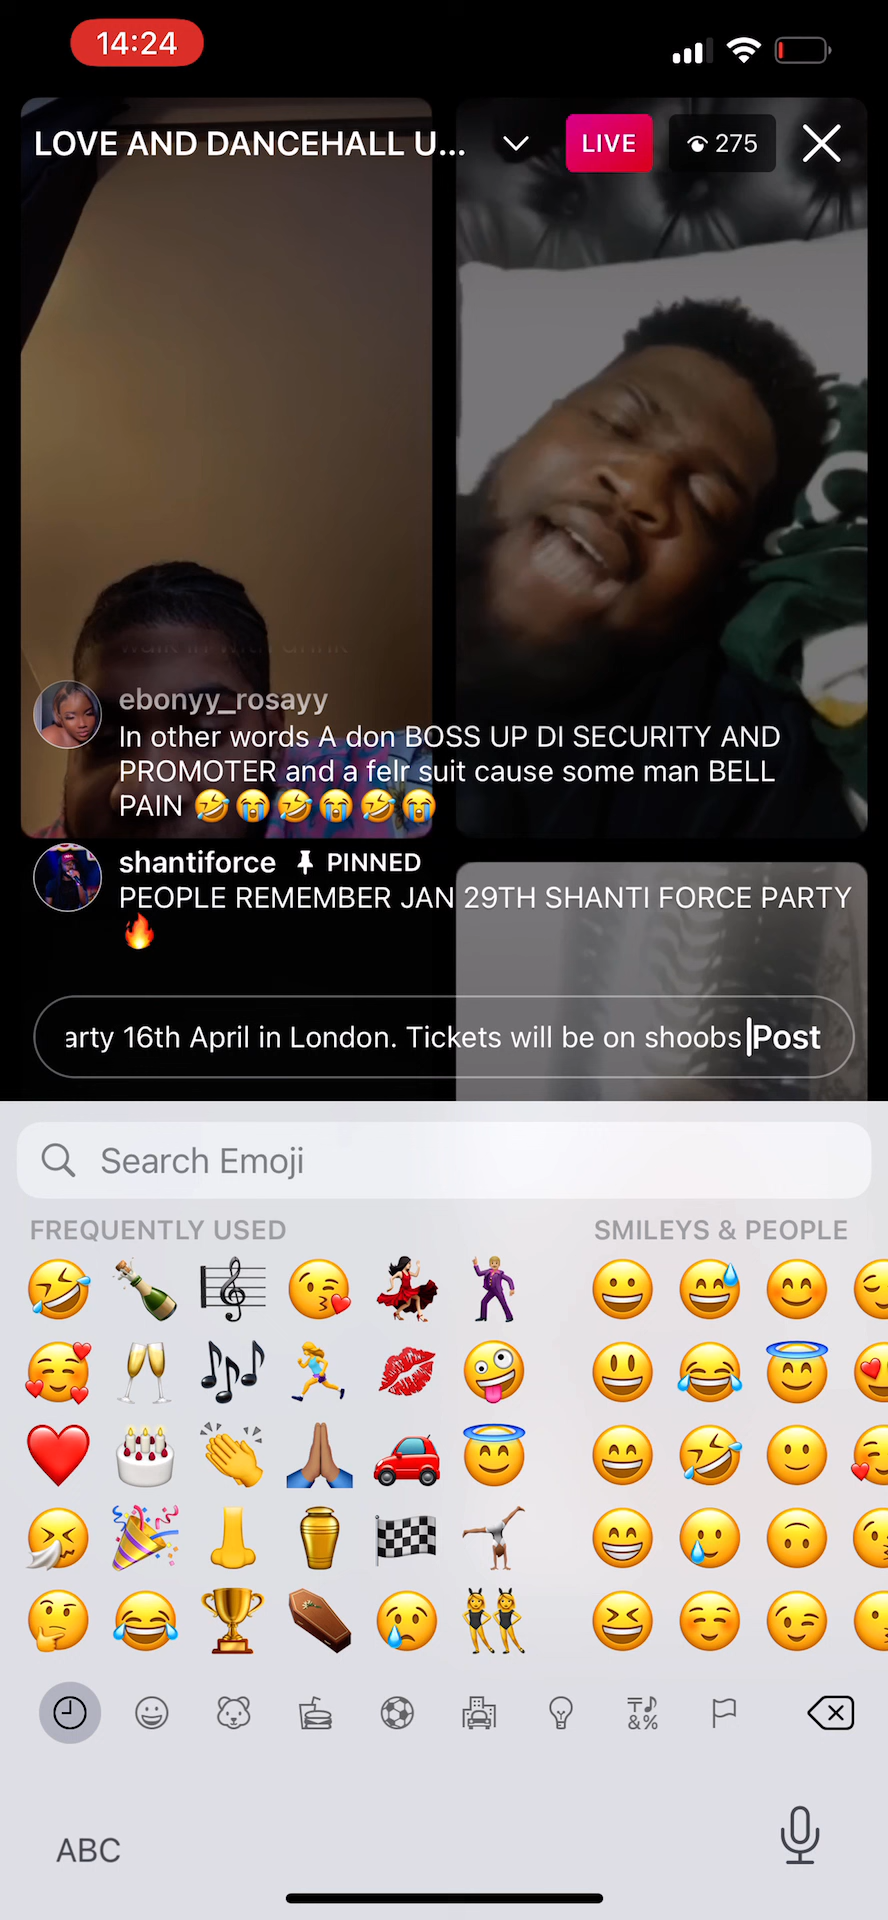 14:24
LOVE AND DANCEHALL U...
LIVE
275
ebonyy_rosayy
In other words A don BOSS UP DI SECURITY AND
PROMOTER and a felr suit cause some man BELL
PAIN 🤣😭🤣😭🤣😭
shantiforce PINNED
PEOPLE REMEMBER JAN 29TH SHANTI FORCE PARTY
🔥
arty 16th April in London. Tickets will be on shoobs Post
Search Emoji
FREQUENTLY USED SMILEYS & PEOPLE
ABC